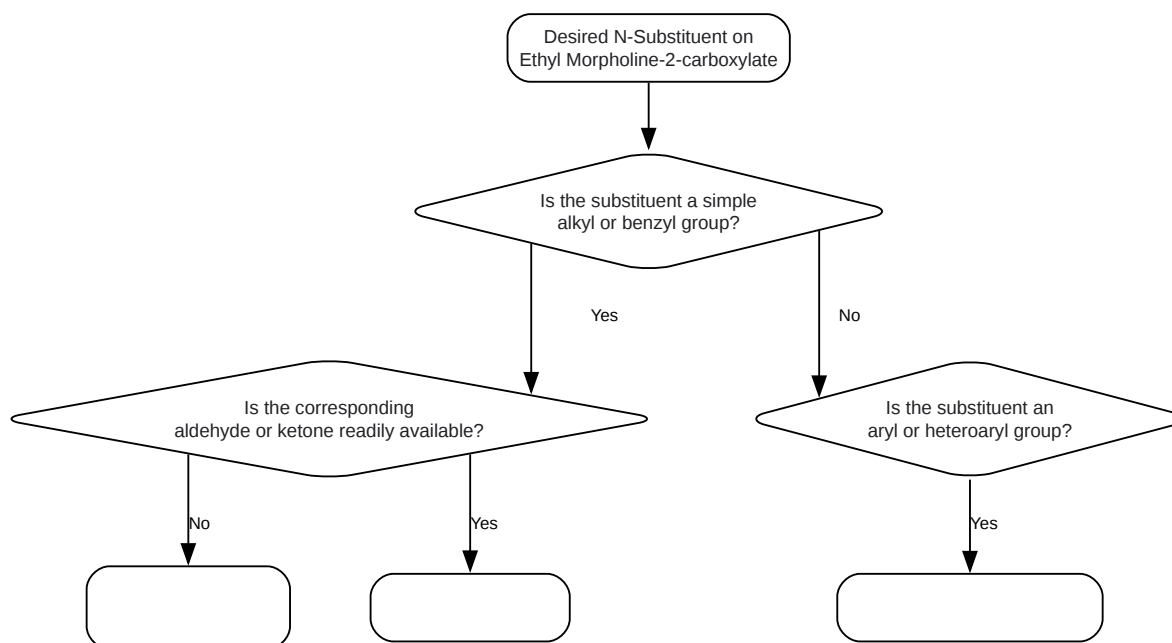 Desired N-Substituent on
Ethyl Morpholine-2-carboxylate
Is the substituent a simple
alkyl or benzyl group?
Yes
No
Is the corresponding
aldehyde or ketone readily available?
Is the substituent an
aryl or heteroaryl group?
No
Yes
Yes